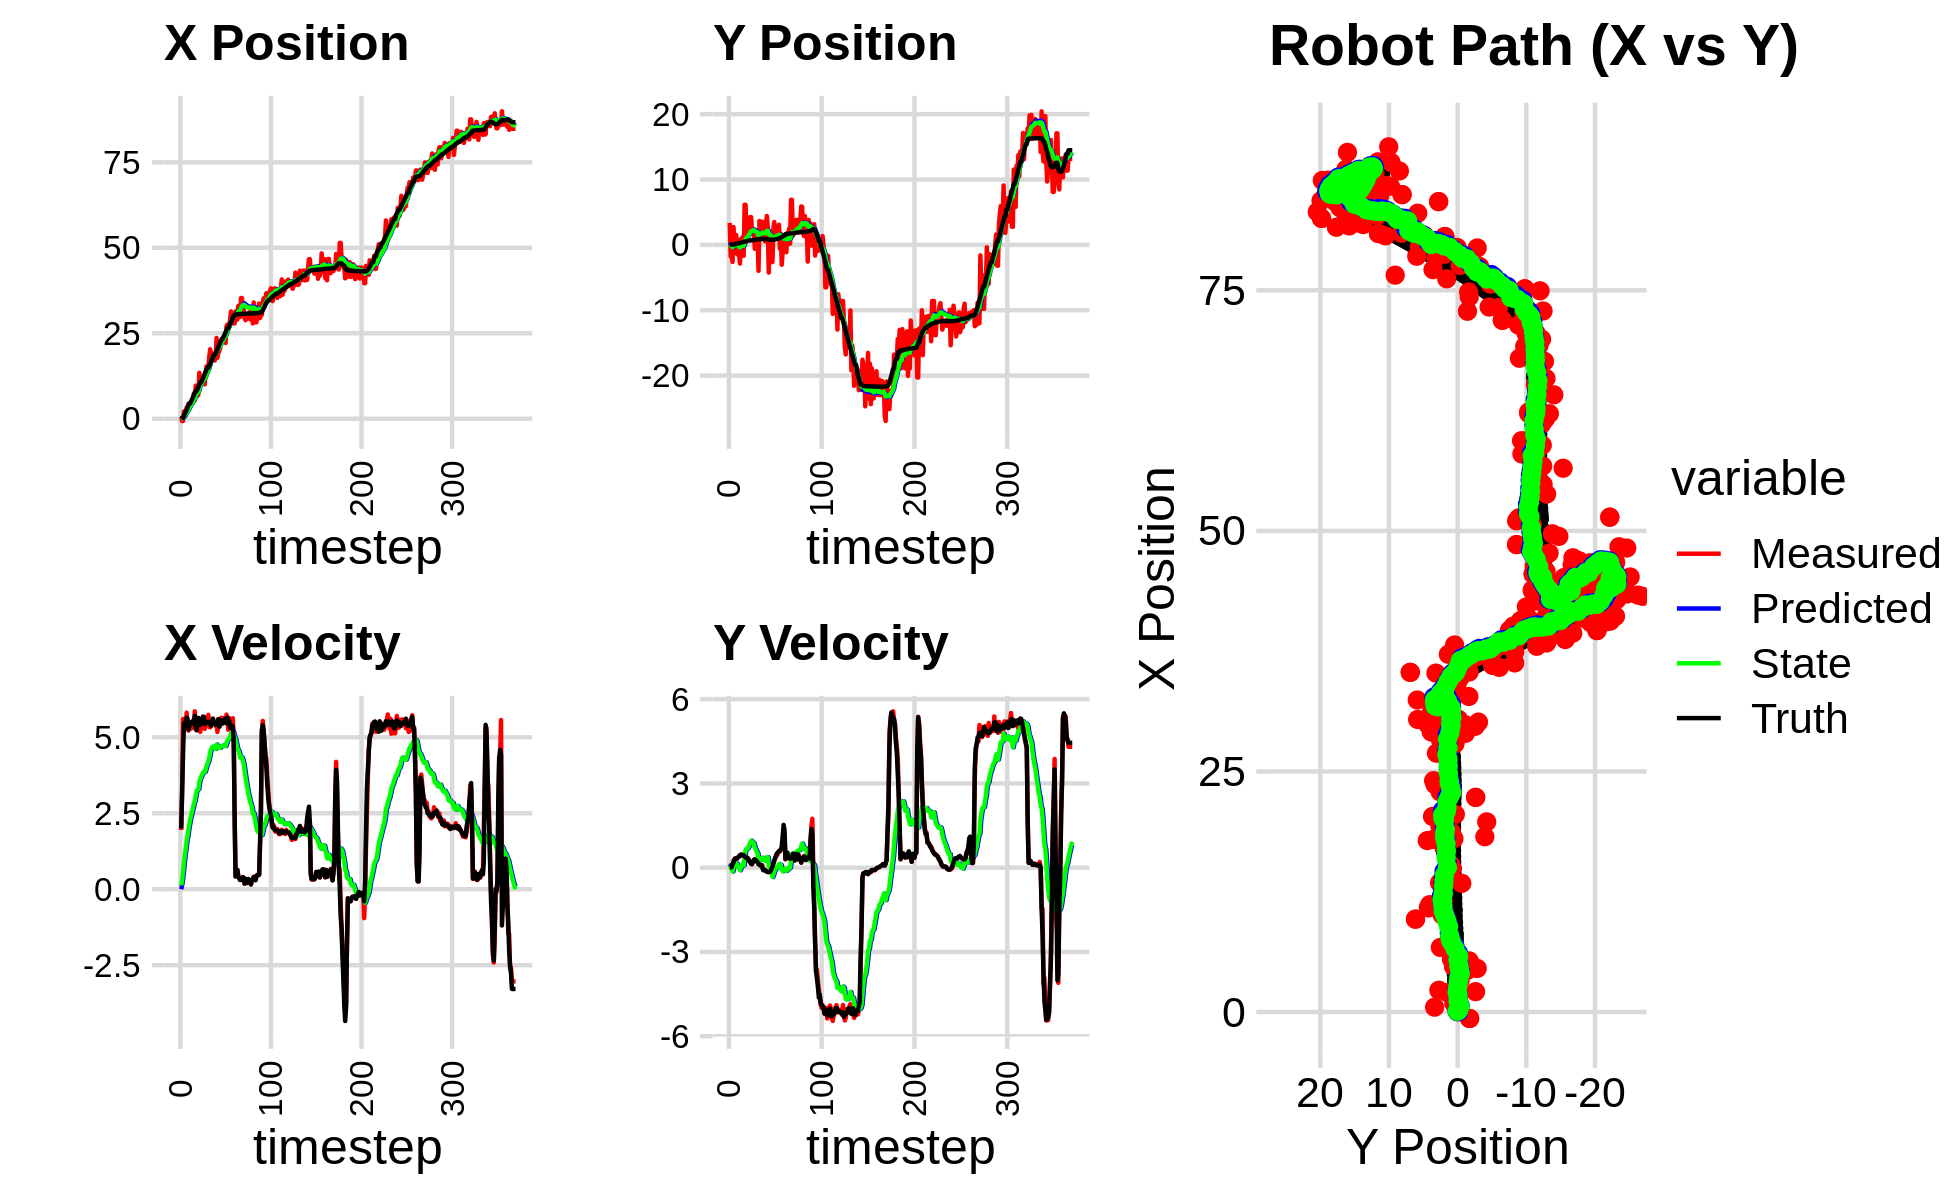 X Position
75
50
25
0
0
100
200
300
timestep
Y Position
20
10
0
-10
-20
0
100
200
300
timestep
X Velocity
5.0
2.5
0.0
-2.5
0
100
200
300
timestep
Y Velocity
6
3
0
-3
-6
0
100
200
300
timestep
Robot Path (X vs Y)
X Position
75
50
25
0
20 10 0 -10 -20
Y Position
variable
Measured
Predicted
State
Truth